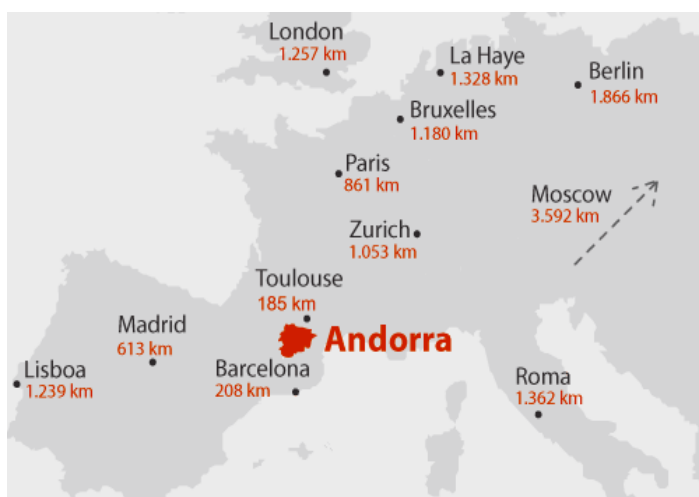 London
1.257 km
La Haye
1.328 km
Berlin
1.866 km
Bruxelles
1.180 km
Paris
861 km
Moscow
3.592 km
Zurich
1.053 km
Toulouse
185 km
Andorra
Madrid
613 km
Lisboa
1.239 km
Barcelona
208 km
Roma
1.362 km